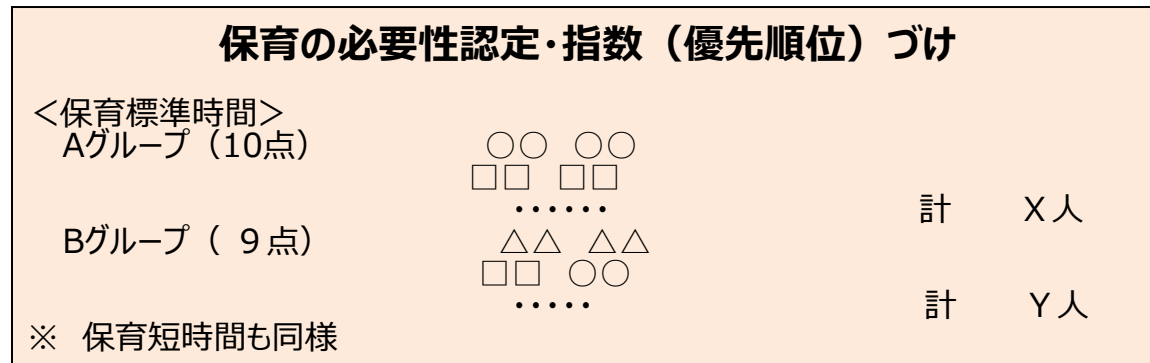 保育の必要性認定・指数（優先順位）づけ
＜保育標準時間＞
Aグループ（10点） ○○ ○○
□□ □□
・・・・・・
計 X人
Bグループ（ 9点） △△ △△
□□ ○○
・・・・・
計 Y人
※ 保育短時間も同様